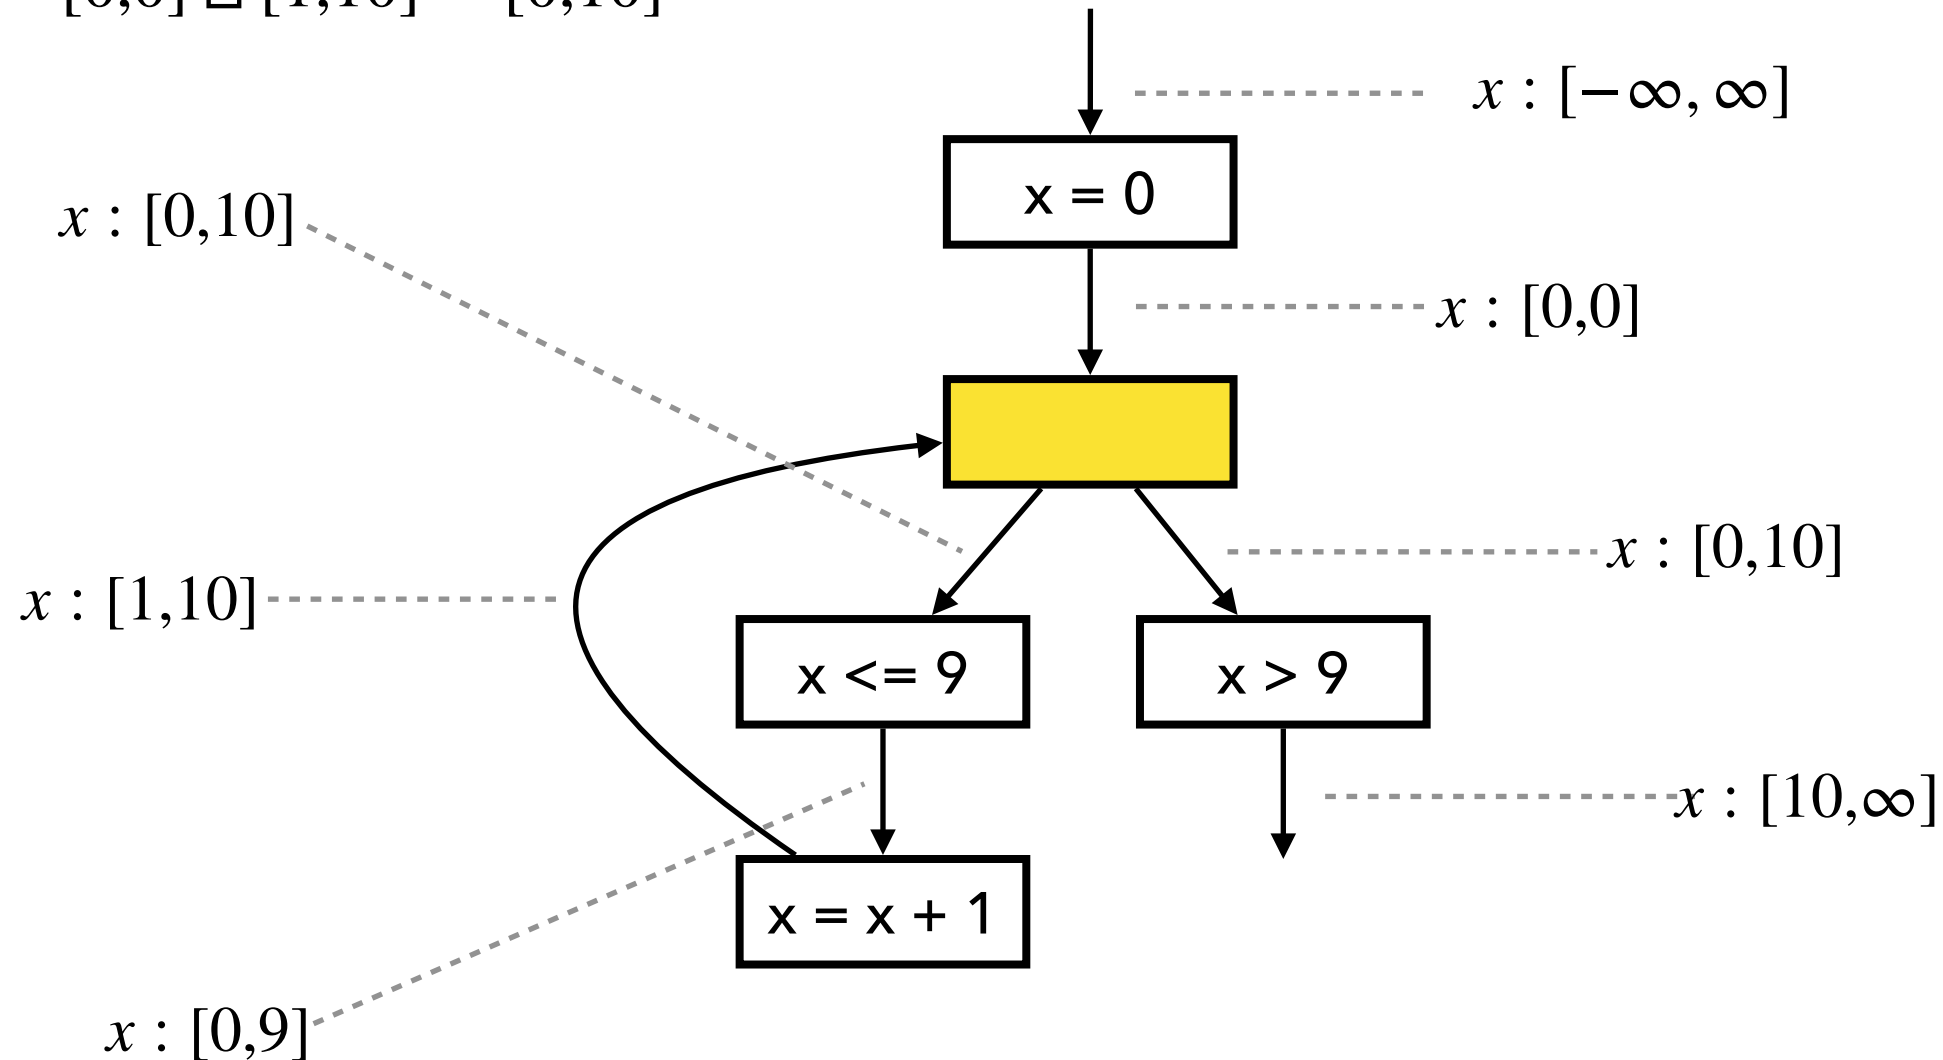 x : [−∞, ∞]
x = 0
x : [0,10]
x : [0,0]
x : [0,10]
x : [1,10]
x <= 9
x > 9
x : [10,∞]
x = x + 1
x : [0,9]